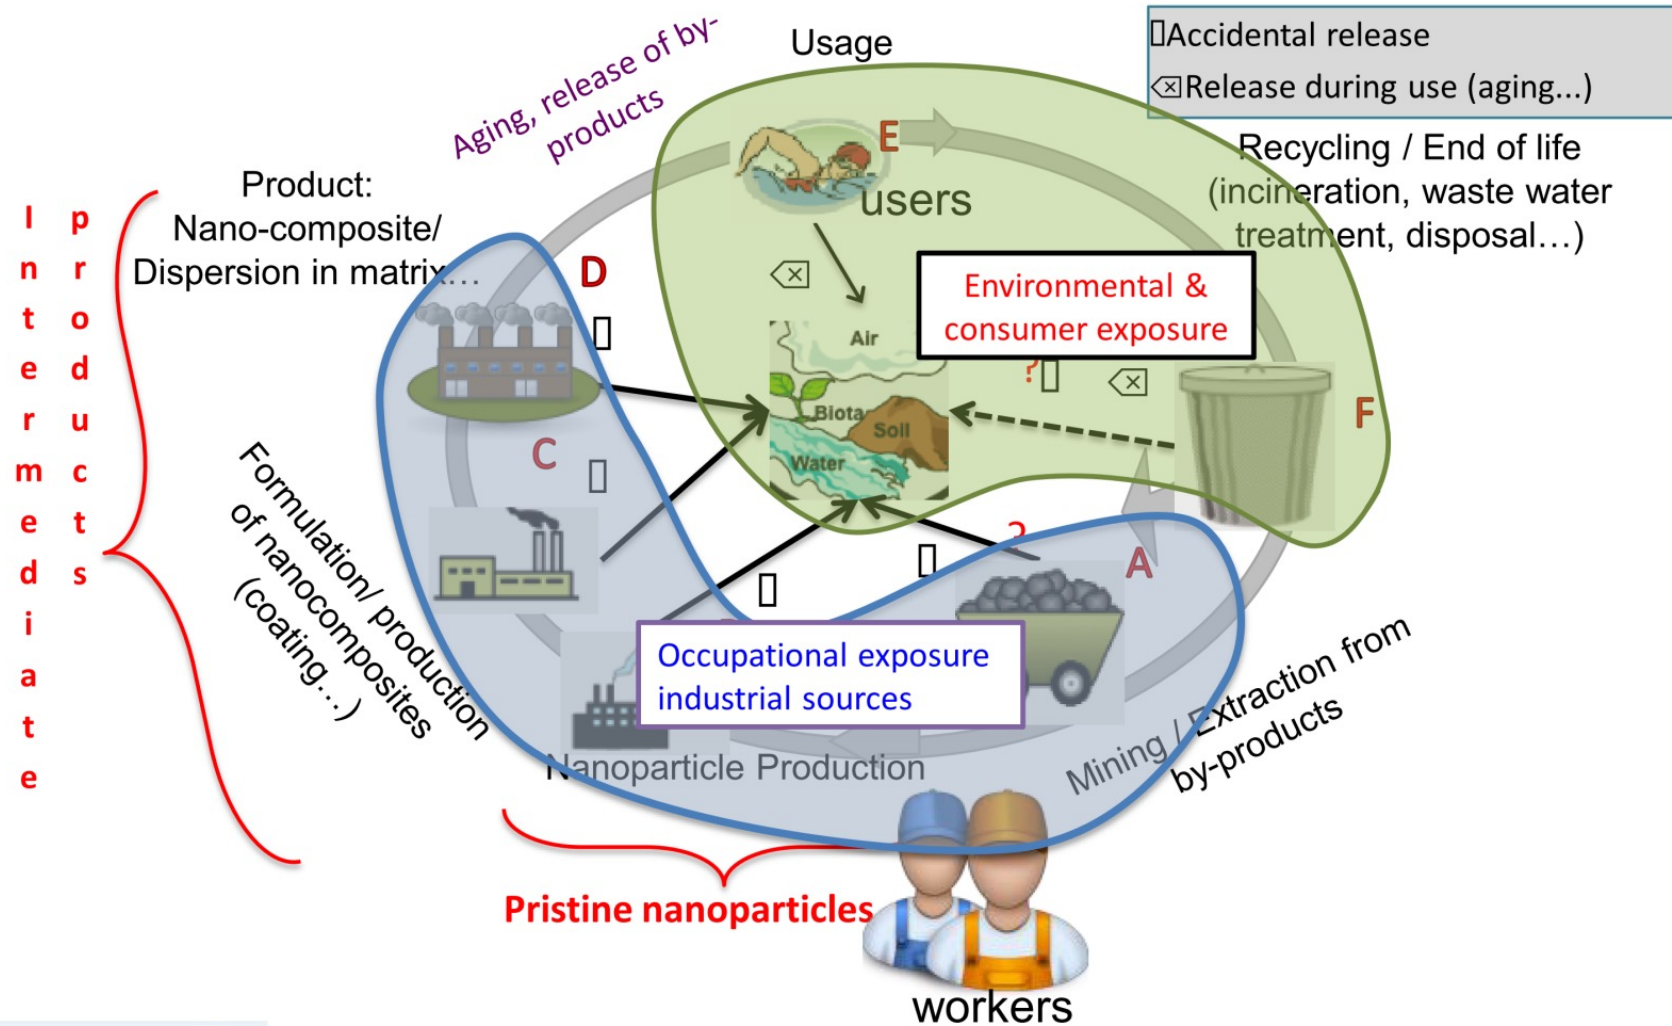 Usage
▯Accidental release
⌫Release during use (aging...)
Aging, release of by-
products
Recycling / End of life
(incineration, waste water
treatment, disposal…)
Product:
Nano-composite/
Dispersion in matrix…
Intermediate
products
E
users
D
▯
⌫
Environmental &
consumer exposure
Air
Biota
Soil
Water
?▯
⌫
F
C
▯
Formulation/ production
of nanocomposites
(coating…)
?
▯
A
▯
Occupational exposure
industrial sources
Nanoparticle Production
Mining / Extraction from
by-products
Pristine nanoparticles
workers